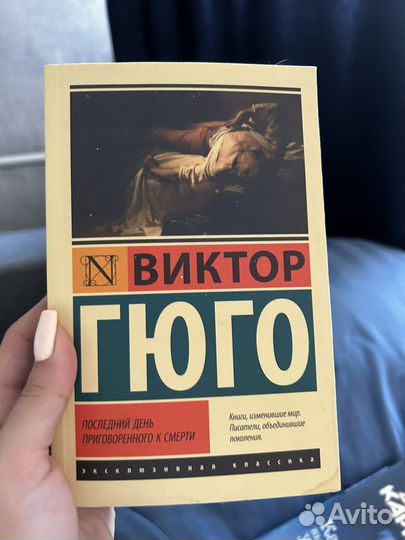 N ВИКТОР
ГЮГО
ПОСЛЕДНИЙ ДЕНЬ
ПРИГОВОРЕННОГО К СМЕРТИ
Книги, изменившие мир.
Писатели, объединившие
поколения.
эксклюзивная классика
Avito